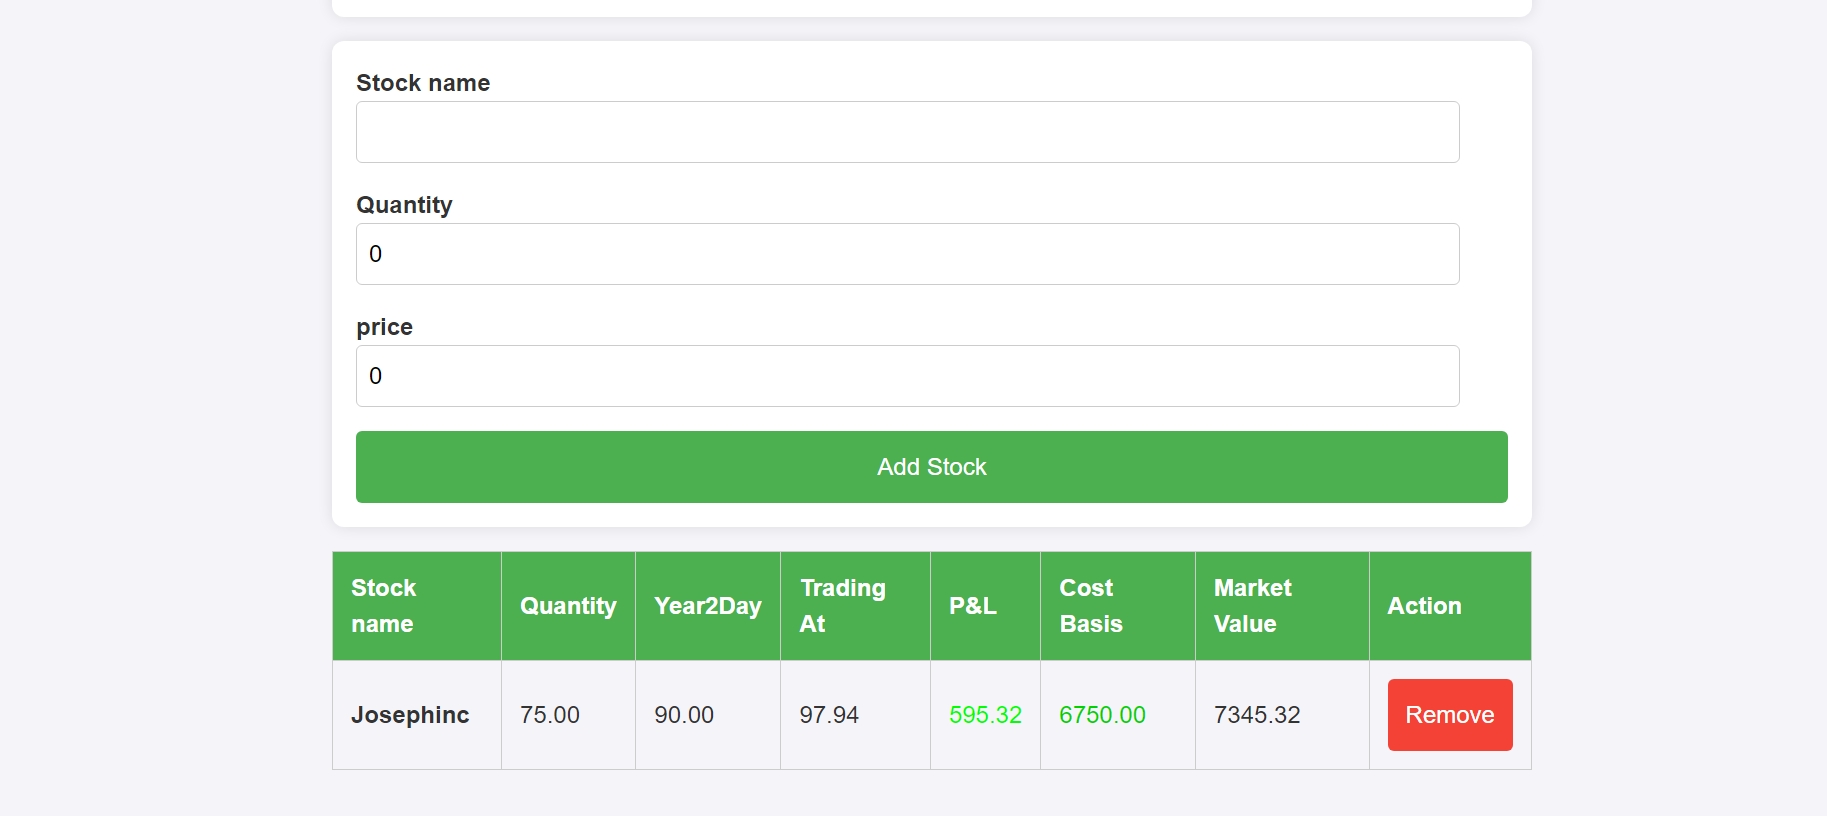 Stock name
Quantity
0
price
0
Add Stock
Stock name Quantity Year2Day Trading At P&L Cost Basis Market Value Action
Josephinc 75.00 90.00 97.94 595.32 6750.00 7345.32 Remove